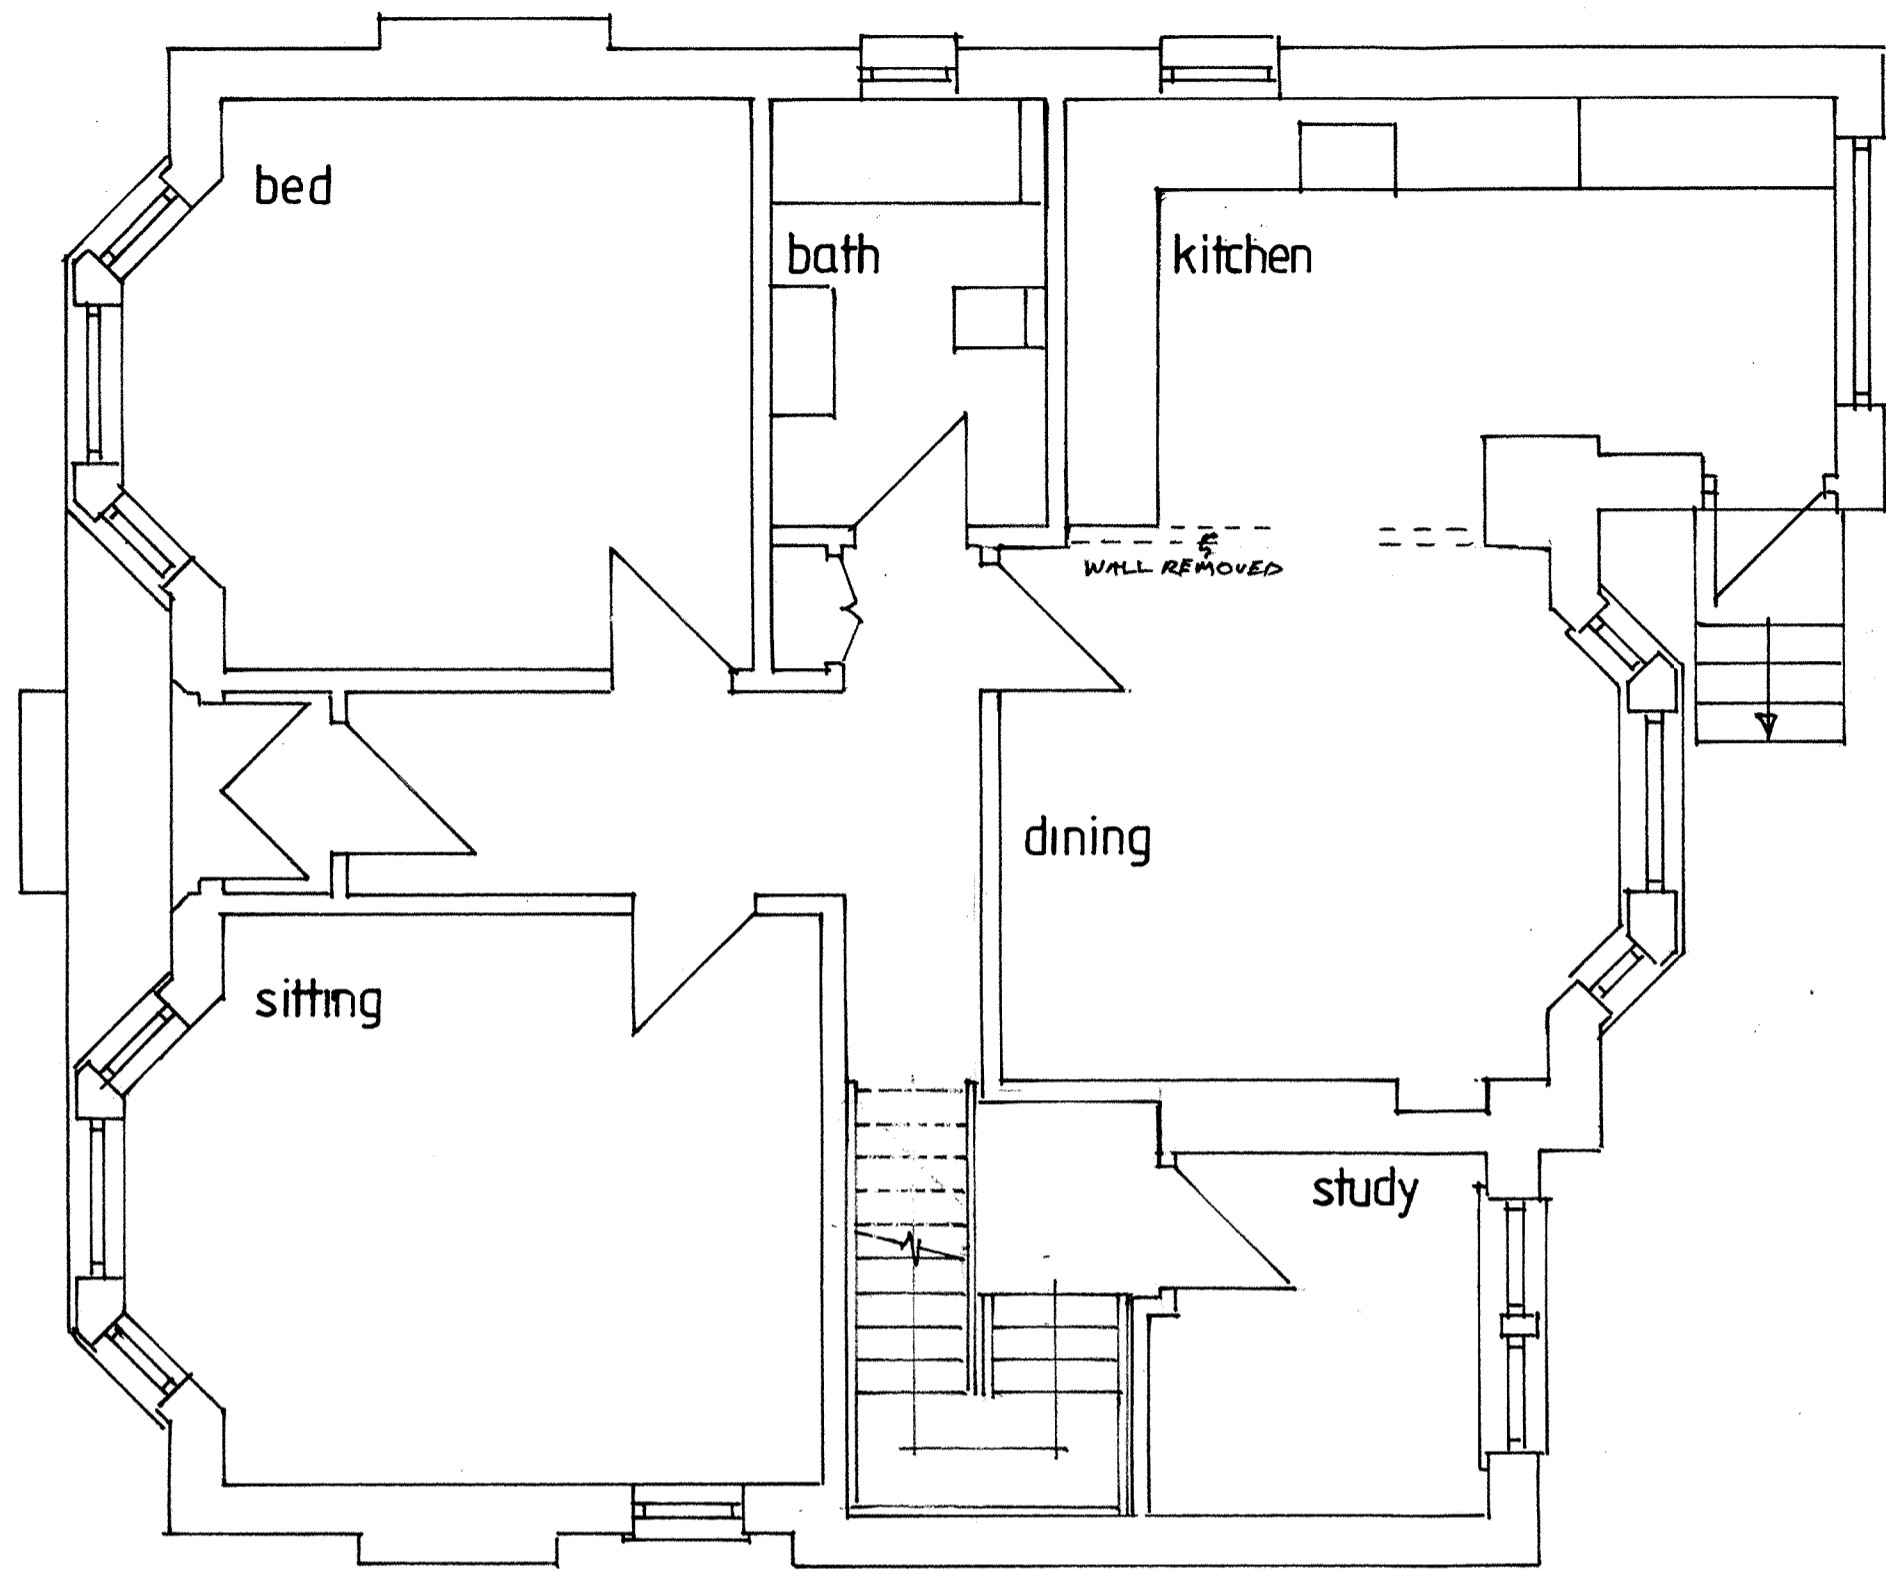 bed
bath
kitchen
WALL REMOVED
dining
sitting
study